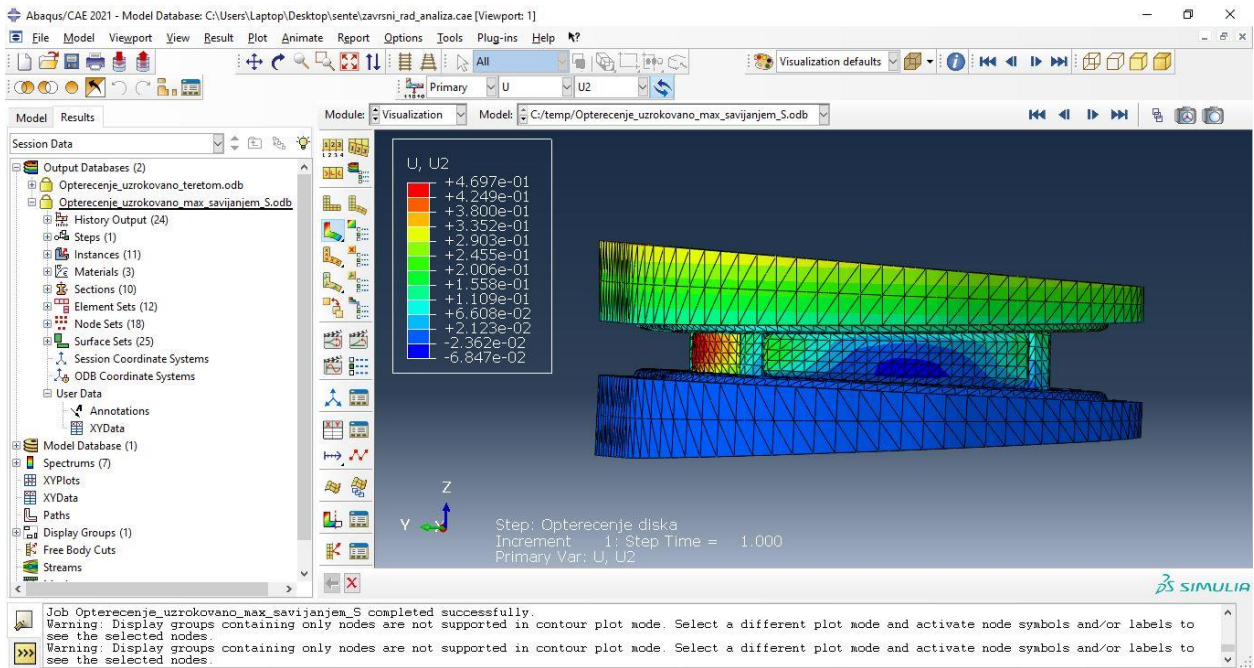 Abaqus/CAE 2021 - Model Database: C:\Users\Laptop\Desktop\sente\zavrsni_rad_analiza.cae [Viewport: 1]
File Model Viewport View Result Plot Animate Report Options Tools Plug-ins Help
All
Visualization defaults
Primary U U2
Model Results
Module: Visualization Model: C:/temp/Opterecenje_uzrokovano_max_savijanjem_S.odb
Session Data
Output Databases (2)
Opterecenje_uzrokovano_teretom.odb
Opterecenje_uzrokovano_max_savijanjem_S.odb
History Output (24)
Steps (1)
Instances (11)
Materials (3)
Sections (10)
Element Sets (12)
Node Sets (18)
Surface Sets (25)
Session Coordinate Systems
ODB Coordinate Systems
User Data
Annotations
XYData
Model Database (1)
Spectrums (7)
XYPlots
XYData
Paths
Display Groups (1)
Free Body Cuts
Streams
U, U2
+4.697e-01
+4.249e-01
+3.800e-01
+3.352e-01
+2.903e-01
+2.455e-01
+2.006e-01
+1.558e-01
+1.109e-01
+6.608e-02
+2.123e-02
-2.362e-02
-6.847e-02
Z
Y X
Step: Opterecenje diska
Increment 1: Step Time = 1.000
Primary Var: U, U2
SIMULIA
Job Opterecenje_uzrokovano_max_savijanjem_S completed successfully.
Warning: Display groups containing only nodes are not supported in contour plot mode. Select a different plot mode and activate node symbols and/or labels to
see the selected nodes.
Warning: Display groups containing only nodes are not supported in contour plot mode. Select a different plot mode and activate node symbols and/or labels to
see the selected nodes.